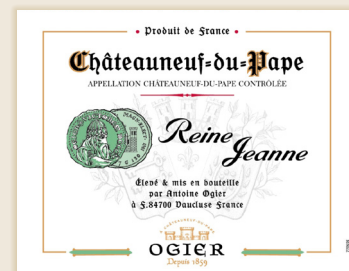 • Produit de France •
Châteauneuf-du-Pape
APPELLATION CHÂTEAUNEUF-DU-PAPE CONTRÔLÉE
Reine
Jeanne
Élevé & mis en bouteille
par Antoine Ogier
à F.84700 Vaucluse France
OGIER
Depuis 1859